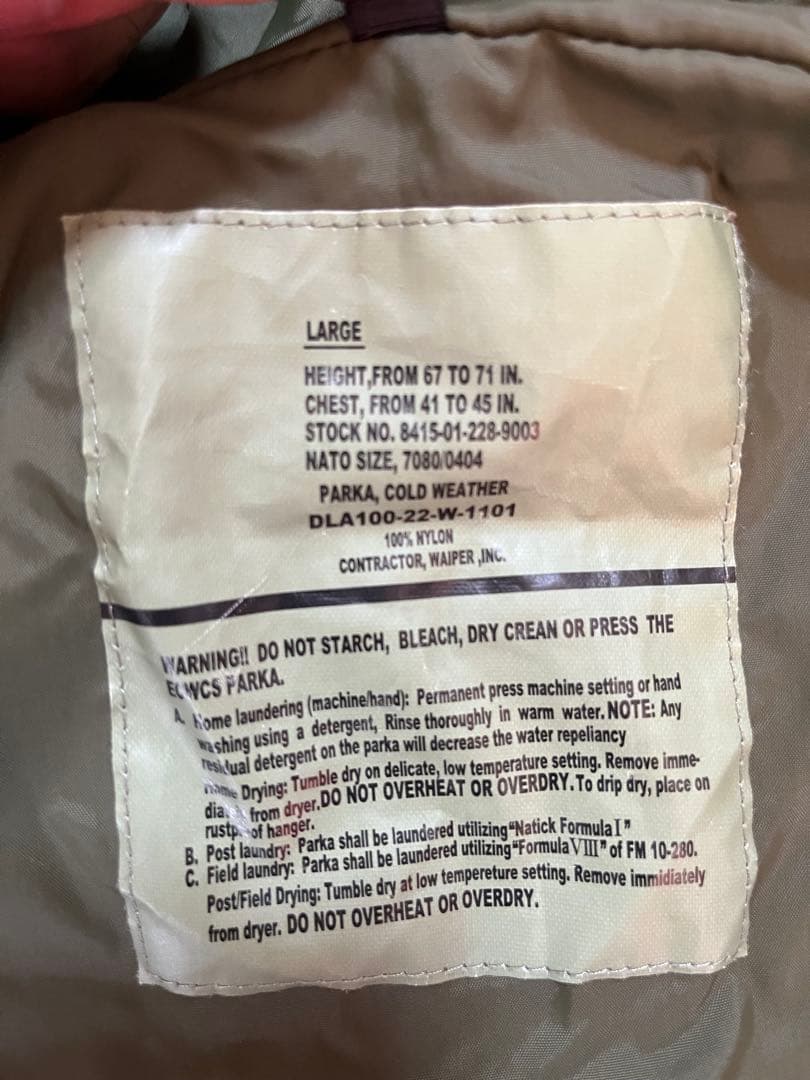 LARGE
HEIGHT,FROM 67 TO 71 IN.
CHEST, FROM 41 TO 45 IN.
STOCK NO. 8415-01-228-9003
NATO SIZE, 7080/0404
PARKA, COLD WEATHER
DLA100-22-W-1101
100% NYLON
CONTRACTOR, WAIPER ,INC.
WARNING!! DO NOT STARCH, BLEACH, DRY CREAN OR PRESS THE
ECWCS PARKA.
A. Home laundering (machine/hand): Permanent press machine setting or hand
washing using a detergent, Rinse thoroughly in warm water. NOTE: Any
residual detergent on the parka will decrease the water repeliancy
Home Drying: Tumble dry on delicate, low temperature setting. Remove imme-
from dryer. DO NOT OVERHEAT OR OVERDRY. To drip dry, place on
of hanger.
B. Post laundry: Parka shall be laundered utilizing "Natick Formula I"
C. Field laundry: Parka shall be laundered utilizing "Formula VIII" of FM 10-280.
Post/Field Drying: Tumble dry at low tempereture setting. Remove immidiately
from dryer. DO NOT OVERHEAT OR OVERDRY.